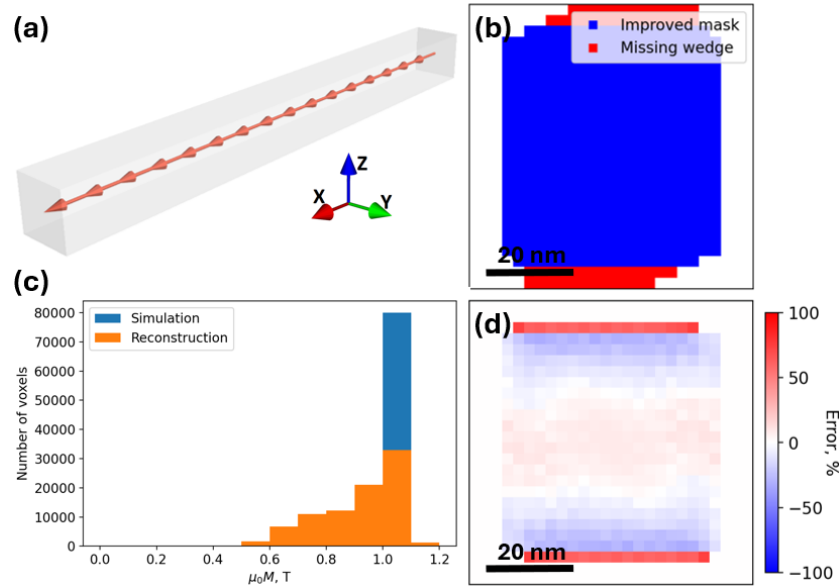 (a)
X
Y
Z
(b)
Improved mask
Missing wedge
20 nm
(c)
Number of voxels
80000
70000
60000
50000
40000
30000
20000
10000
0
Simulation
Reconstruction
0.0 0.2 0.4 0.6 0.8 1.0 1.2
μ₀M, T
(d)
20 nm
100
50
0
−50
−100
Error, %